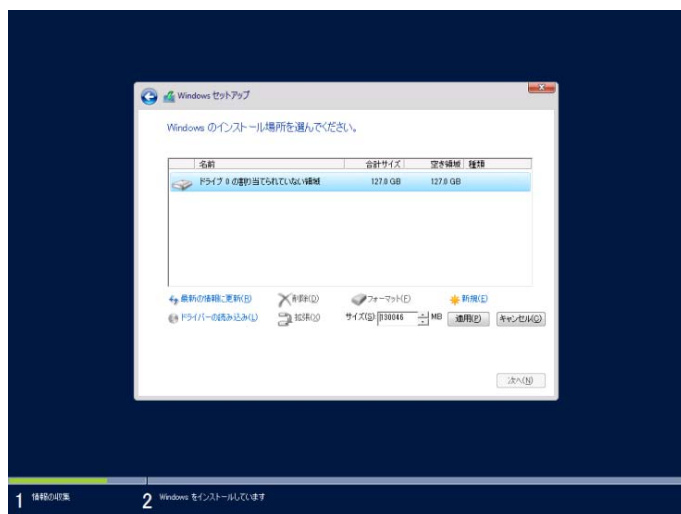 Windows セットアップ
Windows のインストール場所を選んでください。
名前 合計サイズ 空き領域 種類
ドライブ 0 の割り当てられていない領域 127.0 GB 127.0 GB
最新の情報に更新(R) 削除(D) フォーマット(F) 新規(E)
ドライバーの読み込み(L) 拡張(X) サイズ(S): 130046 MB 適用(P) キャンセル(C)
次へ(N)
1 情報の収集 2 Windows をインストールしています